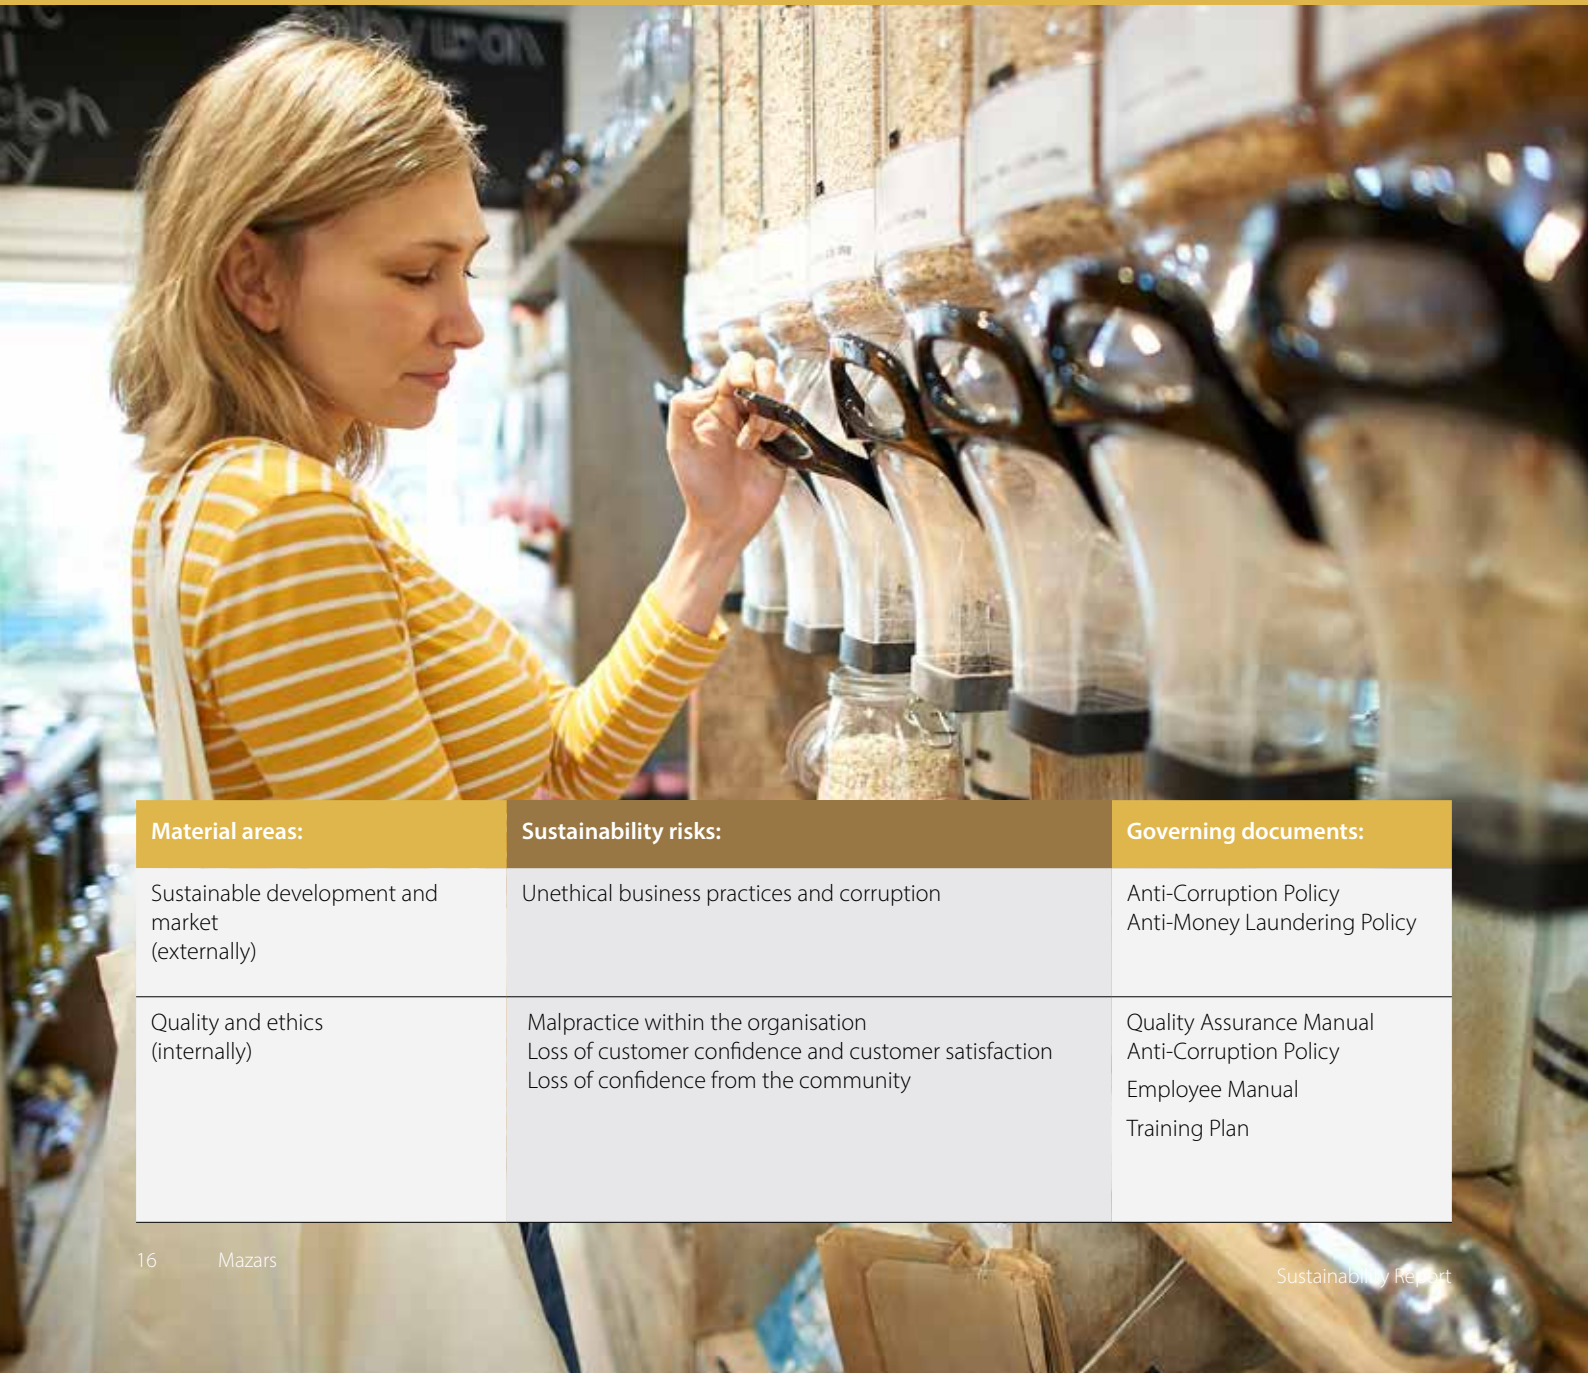 Material areas:
Sustainability risks:
Governing documents:
Sustainable development and
market
(externally)
Unethical business practices and corruption
Anti-Corruption Policy
Anti-Money Laundering Policy
Quality and ethics
(internally)
Malpractice within the organisation
Loss of customer confidence and customer satisfaction
Loss of confidence from the community
Quality Assurance Manual
Anti-Corruption Policy
Employee Manual
Training Plan
16 Mazars
Sustainability Report